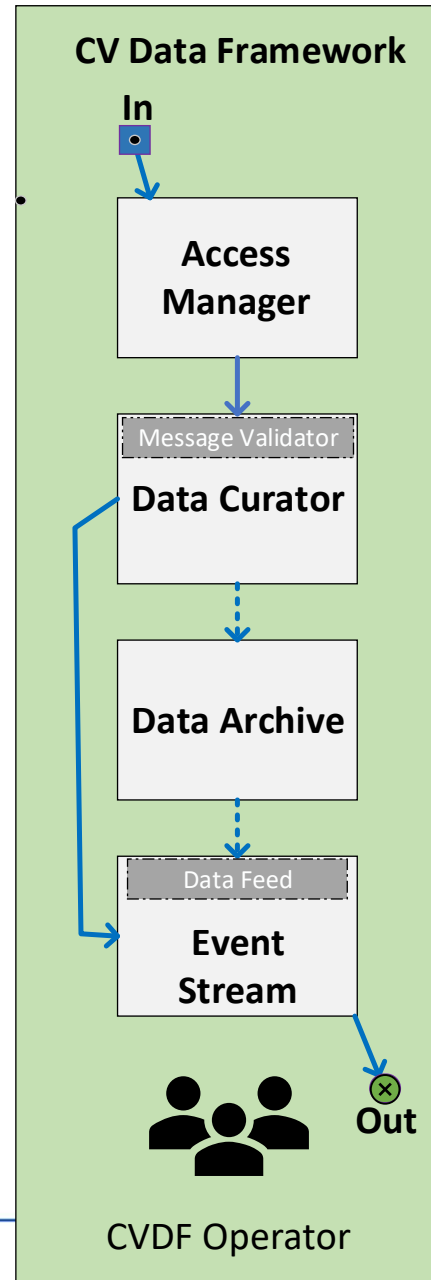 CV Data Framework
In
Access
Manager
Message Validator
Data Curator
Data Archive
Data Feed
Event
Stream
Out
CVDF Operator